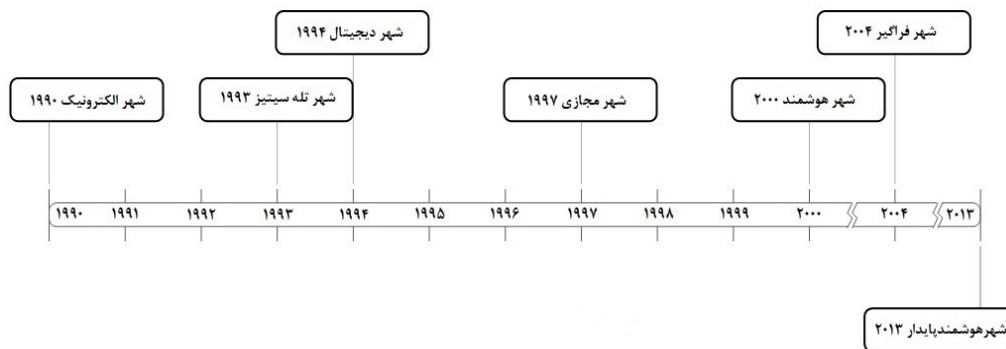 شهر الکترونیک ۱۹۹۰
شهر تله سیتیز ۱۹۹۳
شهر دیجیتال ۱۹۹۴
شهر مجازی ۱۹۹۷
شهر هوشمند ۲۰۰۰
شهر فراگیر ۲۰۰۴
۱۹۹۰ ۱۹۹۱ ۱۹۹۲ ۱۹۹۳ ۱۹۹۴ ۱۹۹۵ ۱۹۹۶ ۱۹۹۷ ۱۹۹۸ ۱۹۹۹ ۲۰۰۰ ۲۰۰۴ ۲۰۱۳
شهرهوشمندپایدار ۲۰۱۳